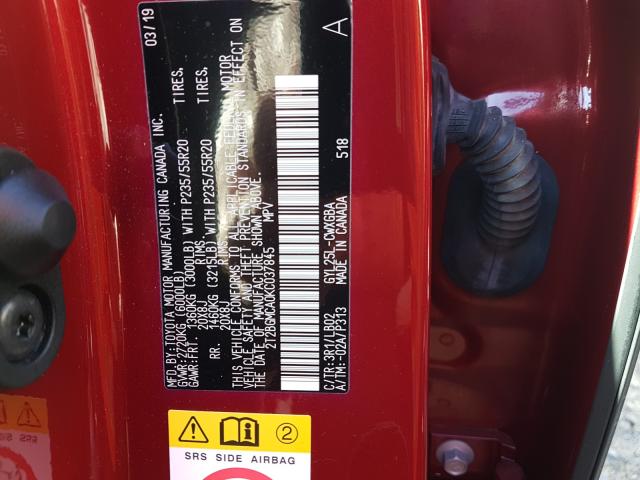 MFD.BY:TOYOTA MOTOR MANUFACTURING CANADA INC. 03/19
GVWR:2720KG(6000LB)
GAWR:FRT. 1360KG(3000LB)WITH P235/55R20 TIRES,
20X8J RIMS
RR. 1460KG(3215LB)WITH P235/55R20 TIRES,
20X8J RIMS
THIS VEHICLE CONFORMS TO ALL APPLICABLE FEDERAL MOTOR
VEHICLE SAFETY AND THEFT PREVENTION STANDARDS IN EFFECT ON
THE DATE OF MANUFACTURE SHOWN ABOVE.
2T2BGMCA0KC037845 MPV A
C/TR:3R1/LB02 GYL25L-CWXGBA
A/TM:-02A/P313 MADE IN CANADA 518
2
SRS SIDE AIRBAG